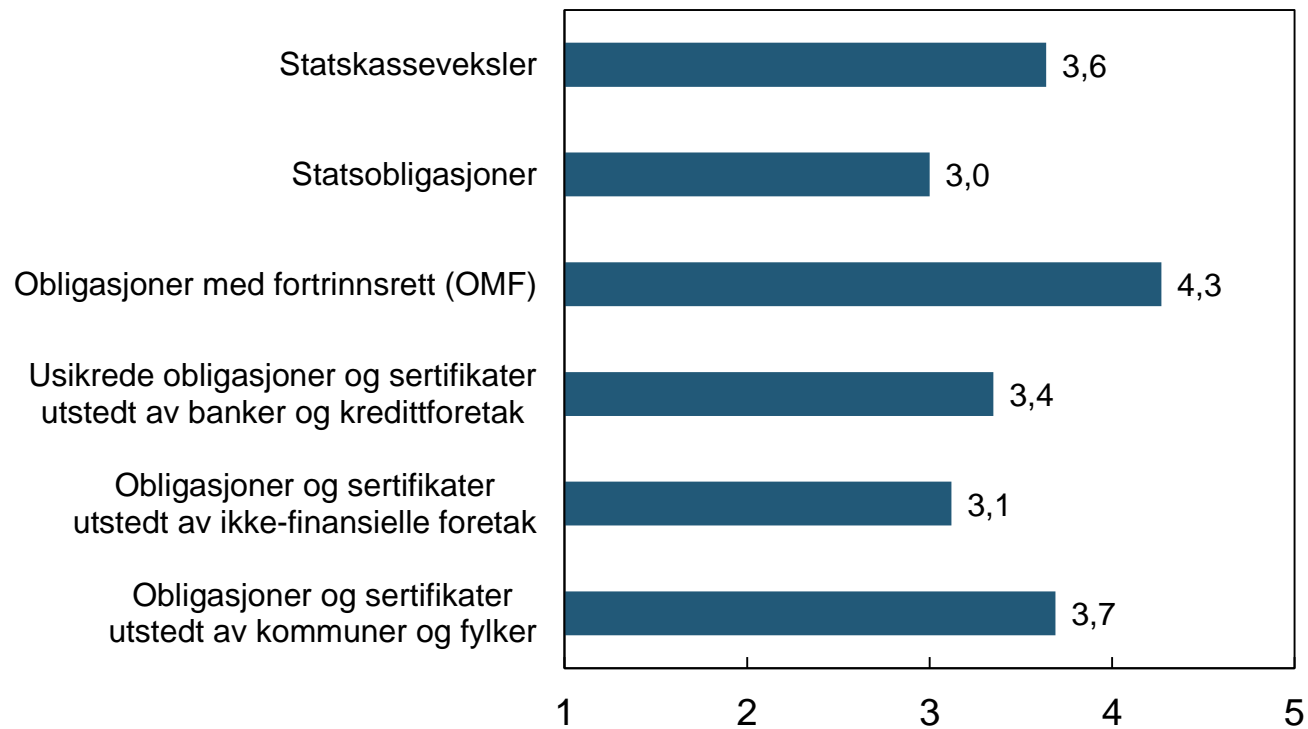 Statskasseveksler
3,6
Statsobligasjoner
3,0
Obligasjoner med fortrinnsrett (OMF)
4,3
Usikrede obligasjoner og sertifikater
utstedt av banker og kredittforetak
3,4
Obligasjoner og sertifikater
utstedt av ikke-finansielle foretak
3,1
Obligasjoner og sertifikater
utstedt av kommuner og fylker
3,7
1 2 3 4 5